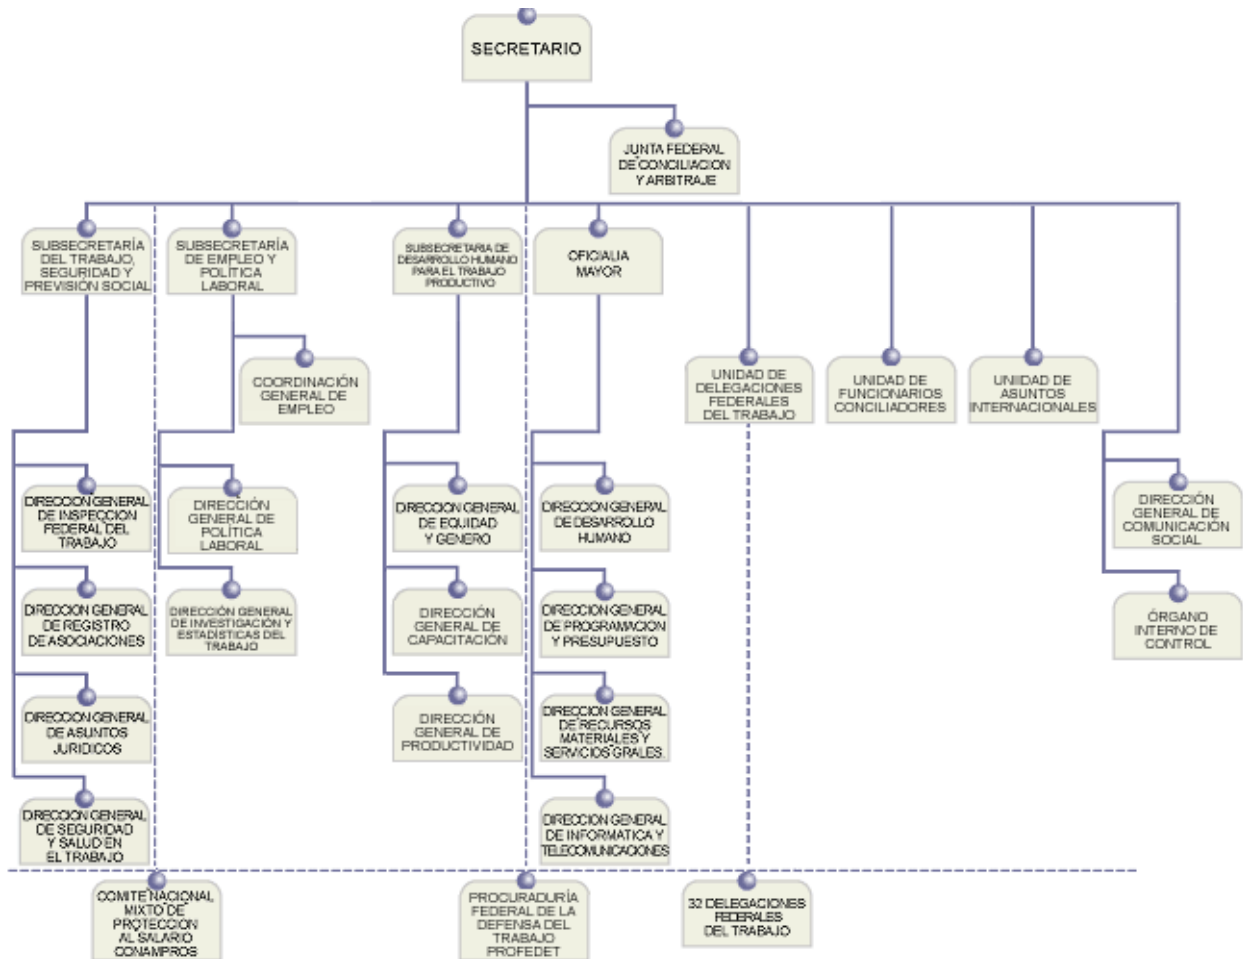 SECRETARIO
JUNTA FEDERAL
DE CONCILIACION
Y ARBITRAJE
SUBSECRETARÍA
DEL TRABAJO,
SEGURIDAD Y
PREVISIÓN SOCIAL
SUBSECRETARÍA
DE EMPLEO Y
POLÍTICA
LABORAL
SUBSECRETARIA DE
DESARROLLO HUMANO
PARA EL TRABAJO
PRODUCTIVO
OFICIALIA
MAYOR
COORDINACIÓN
GENERAL DE
EMPLEO
UNIDAD DE
DELEGACIONES
FEDERALES
DEL TRABAJO
UNIDAD DE
FUNCIONARIOS
CONCILIADORES
UNIIDAD DE
ASUNTOS
INTERNACIONALES
DIRECCION GENERAL
DE INSPECCION
FEDERAL DEL
TRABAJO
DIRECCIÓN
GENERAL DE
POLÍTICA
LABORAL
DIRECCION GENERAL
DE EQUIDAD
Y GENERO
DIRECCION GENERAL
DE DESARROLLO
HUMANO
DIRECCIÓN
GENERAL DE
COMUNICACIÓN
SOCIAL
DIRECCION GENERAL
DE REGISTRO
DE ASOCIACIONES
DIRECCIÓN GENERAL
DE INVESTIGACIÓN Y
ESTADÍSTICAS DEL
TRABAJO
DIRECCIÓN
GENERAL DE
CAPACITACIÓN
DIRECCION GENERAL
DE PROGRAMACION
Y PRESUPUESTO
ÓRGANO
INTERNO DE
CONTROL
DIRECCION GENERAL
DE ASUNTOS
JURIDICOS
DIRECCIÓN
GENERAL DE
PRODUCTIVIDAD
DIRECCION GENERAL
DE RECURSOS
MATERIALES Y
SERVICIOS GRALES.
DIRECCION GENERAL
DE SEGURIDAD
Y SALUD EN
EL TRABAJO
DIRECCION GENERAL
DE INFORMATICA Y
TELECOMUNICACIONES
COMITE NACIONAL
MIXTO DE
PROTECCION
AL SALARIO
CONAMPROS
PROCURADURÍA
FEDERAL DE LA
DEFENSA DEL
TRABAJO
PROFEDET
32 DELEGACIONES
FEDERALES
DEL TRABAJO